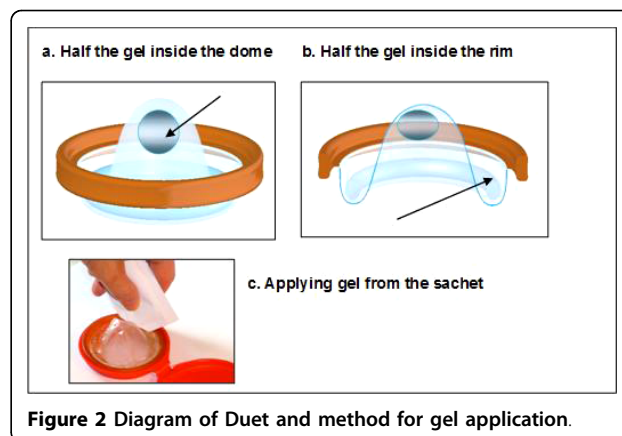 a. Half the gel inside the dome
b. Half the gel inside the rim
c. Applying gel from the sachet
Figure 2 Diagram of Duet and method for gel application.